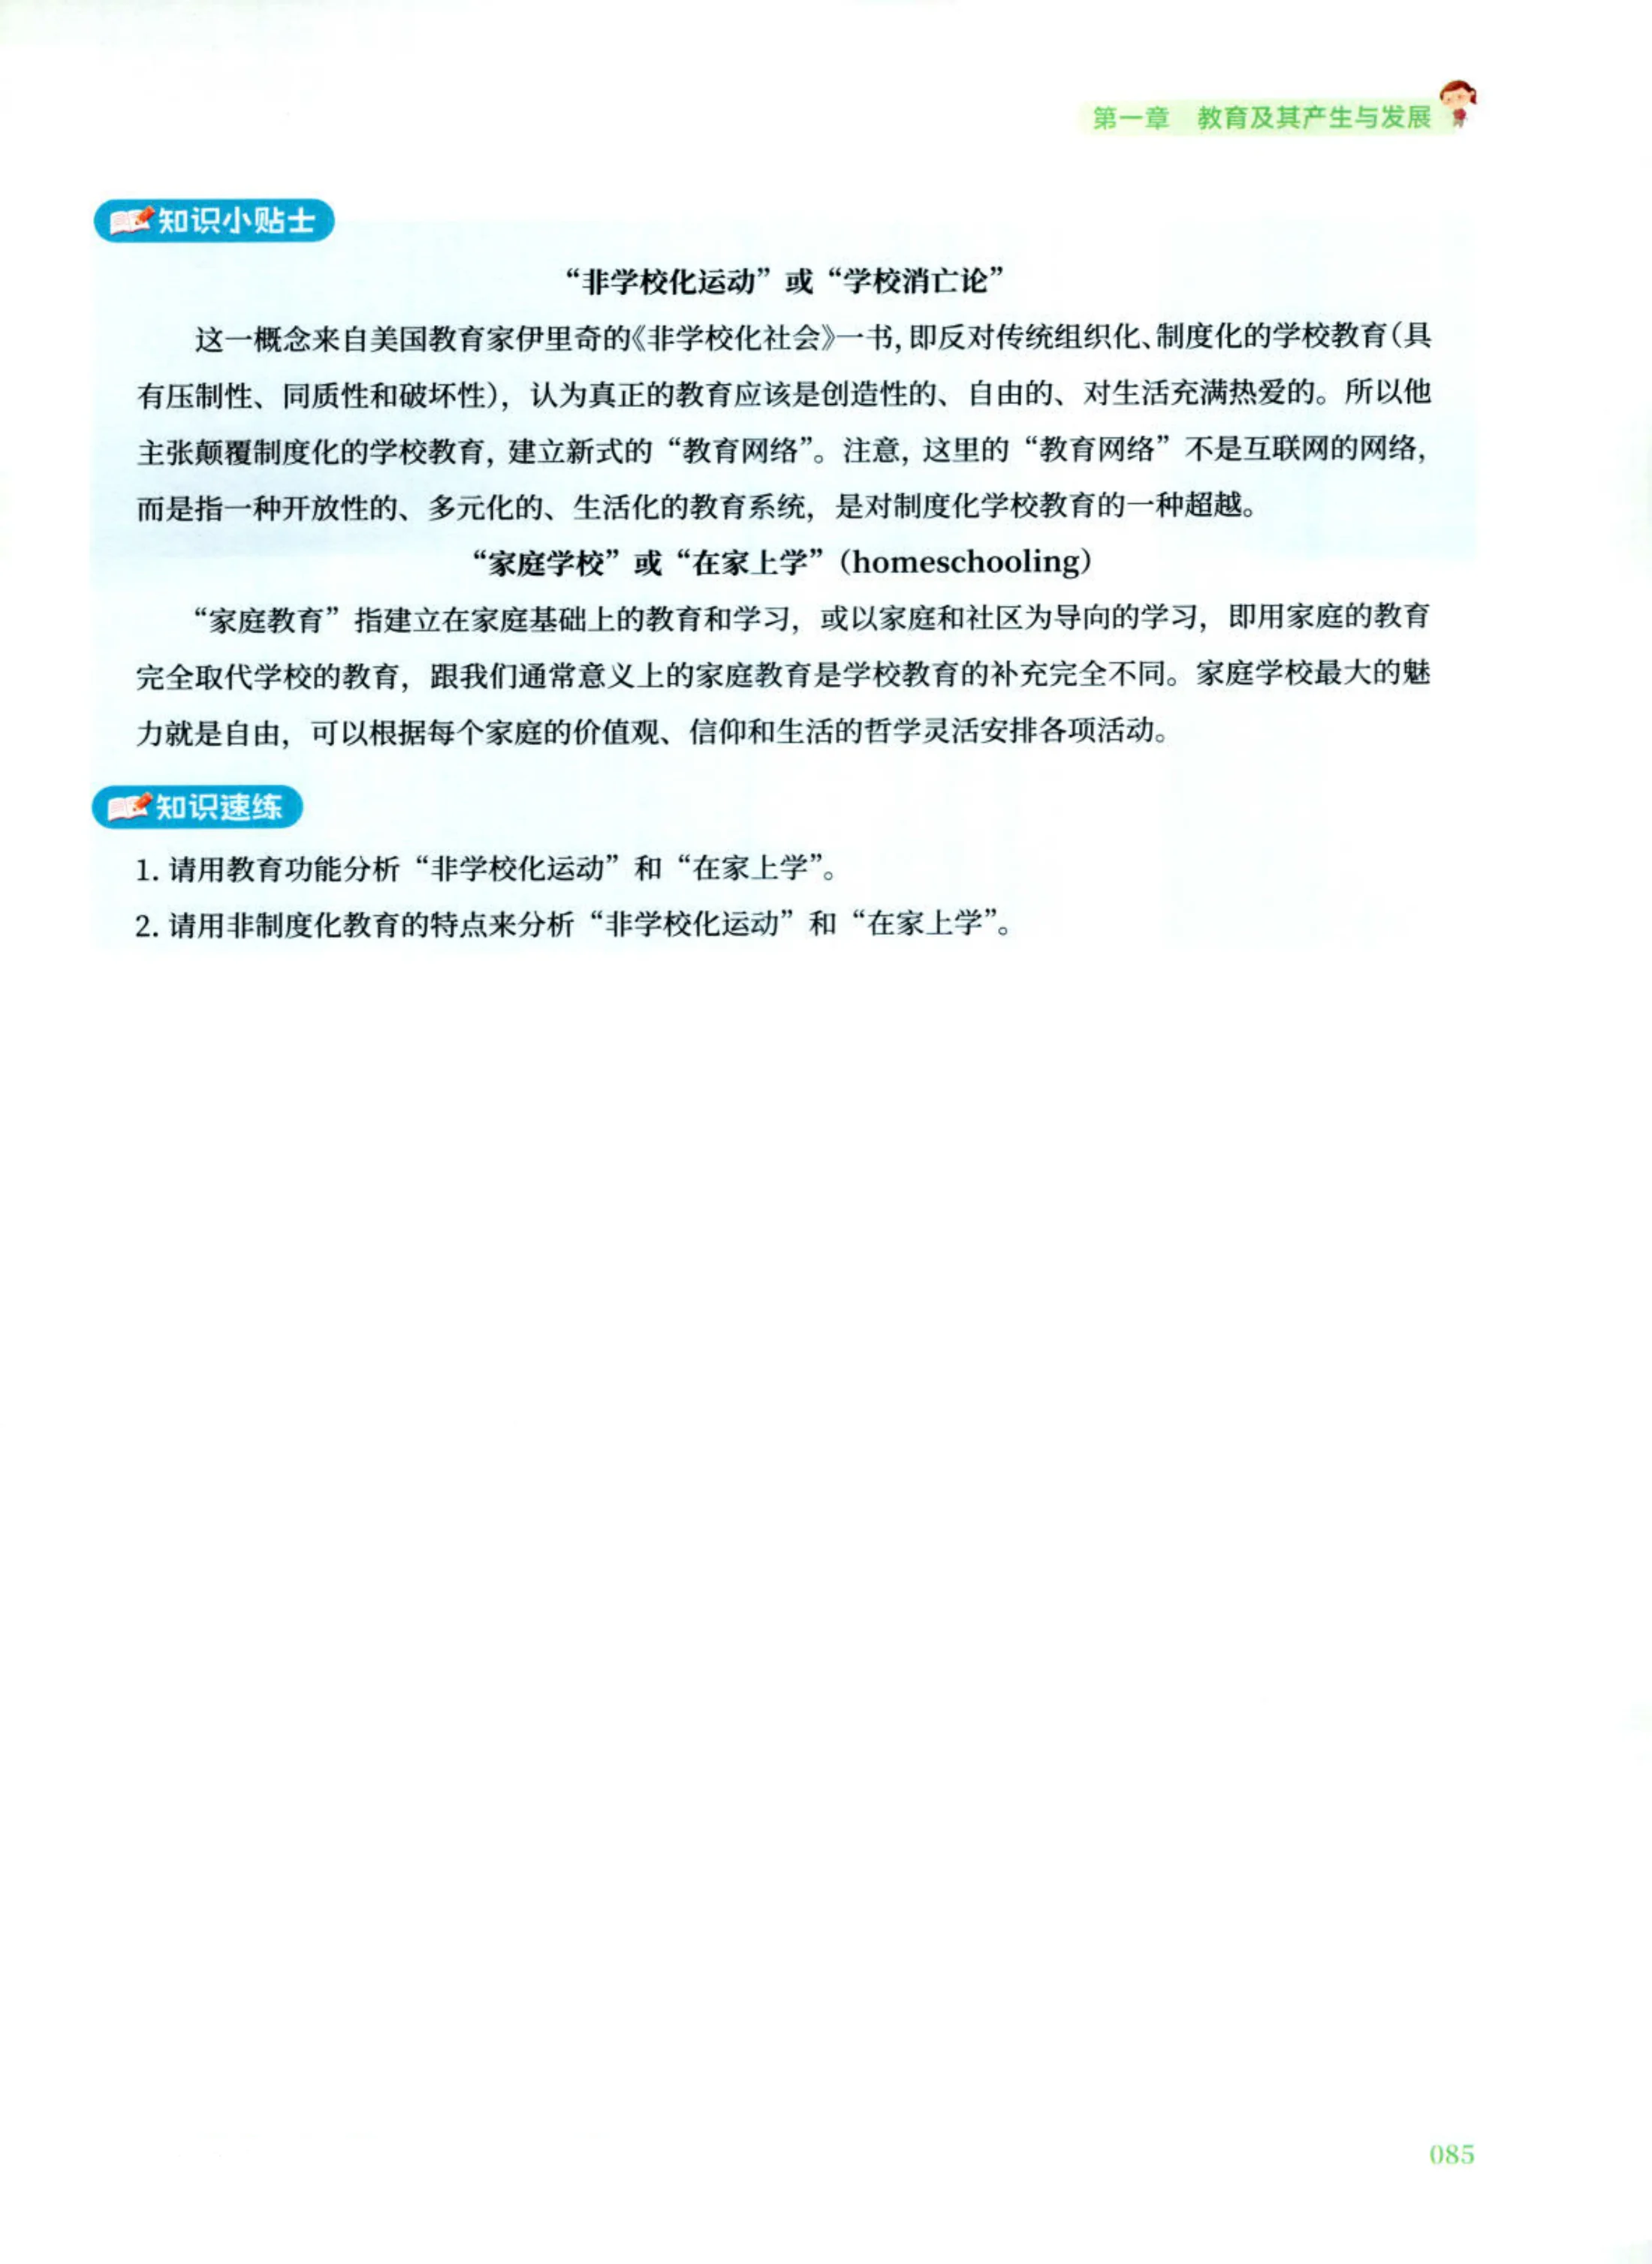 第一章 教育及其产生与发展
知识小贴士
“非学校化运动”或“学校消亡论”
这一概念来自美国教育家伊里奇的《非学校化社会》一书，即反对传统组织化、制度化的学校教育（具
有压制性、同质性和破坏性），认为真正的教育应该是创造性的、自由的、对生活充满热爱的。所以他
主张颠覆制度化的学校教育，建立新式的“教育网络”。注意，这里的“教育网络”不是互联网的网络，
而是指一种开放性的、多元化的、生活化的教育系统，是对制度化学校教育的一种超越。
“家庭学校”或“在家上学”（homeschooling）
“家庭教育”指建立在家庭基础上的教育和学习，或以家庭和社区为导向的学习，即用家庭的教育
完全取代学校的教育，跟我们通常意义上的家庭教育是学校教育的补充完全不同。家庭学校最大的魅
力就是自由，可以根据每个家庭的价值观、信仰和生活的哲学灵活安排各项活动。
知识速练
1. 请用教育功能分析“非学校化运动”和“在家上学”。
2. 请用非制度化教育的特点来分析“非学校化运动”和“在家上学”。
085